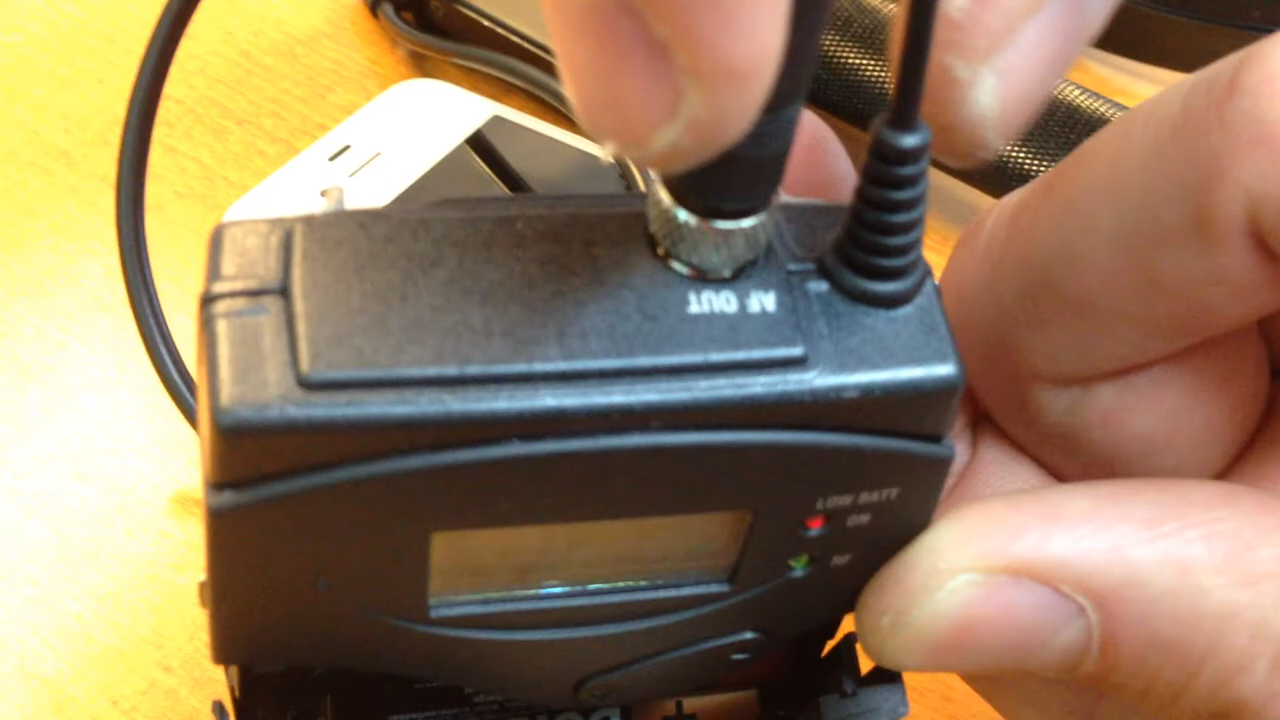 AF OUT
LOW BATT
ON
RF
+